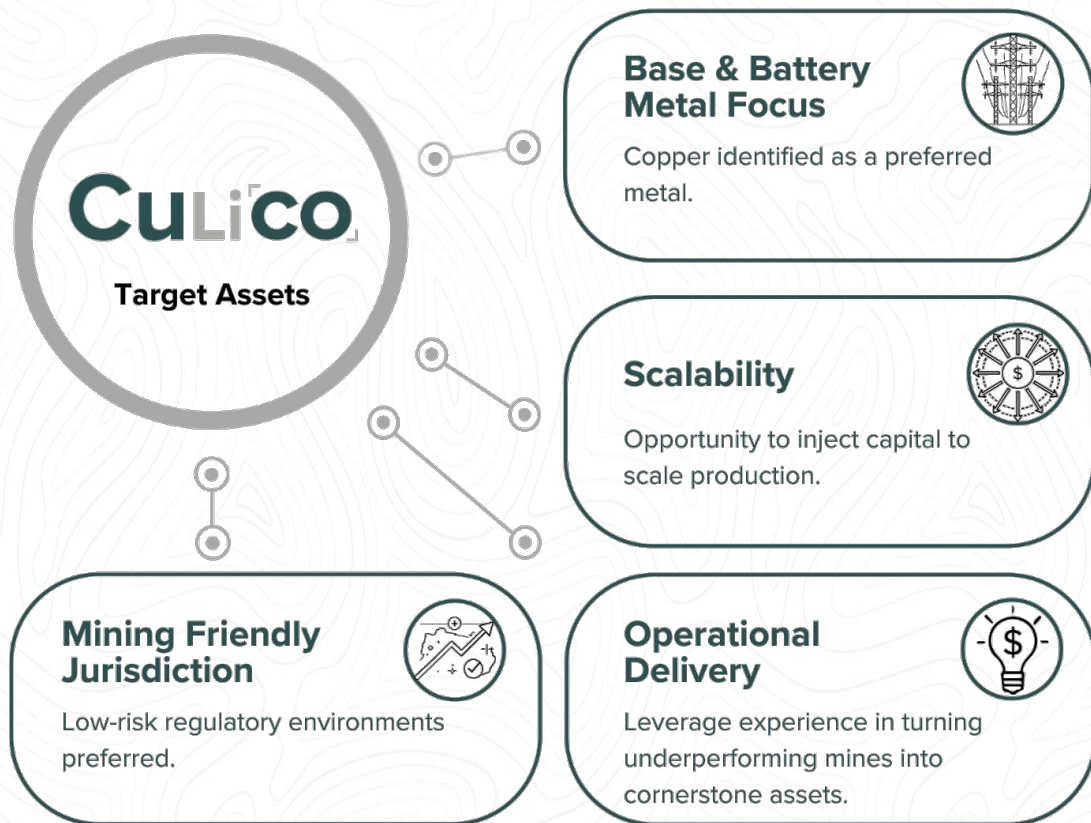 CuLico
Target Assets
Base & Battery
Metal Focus
Copper identified as a preferred
metal.
Scalability
$
Opportunity to inject capital to
scale production.
Mining Friendly
Jurisdiction
Low-risk regulatory environments
preferred.
Operational
Delivery
$
Leverage experience in turning
underperforming mines into
cornerstone assets.